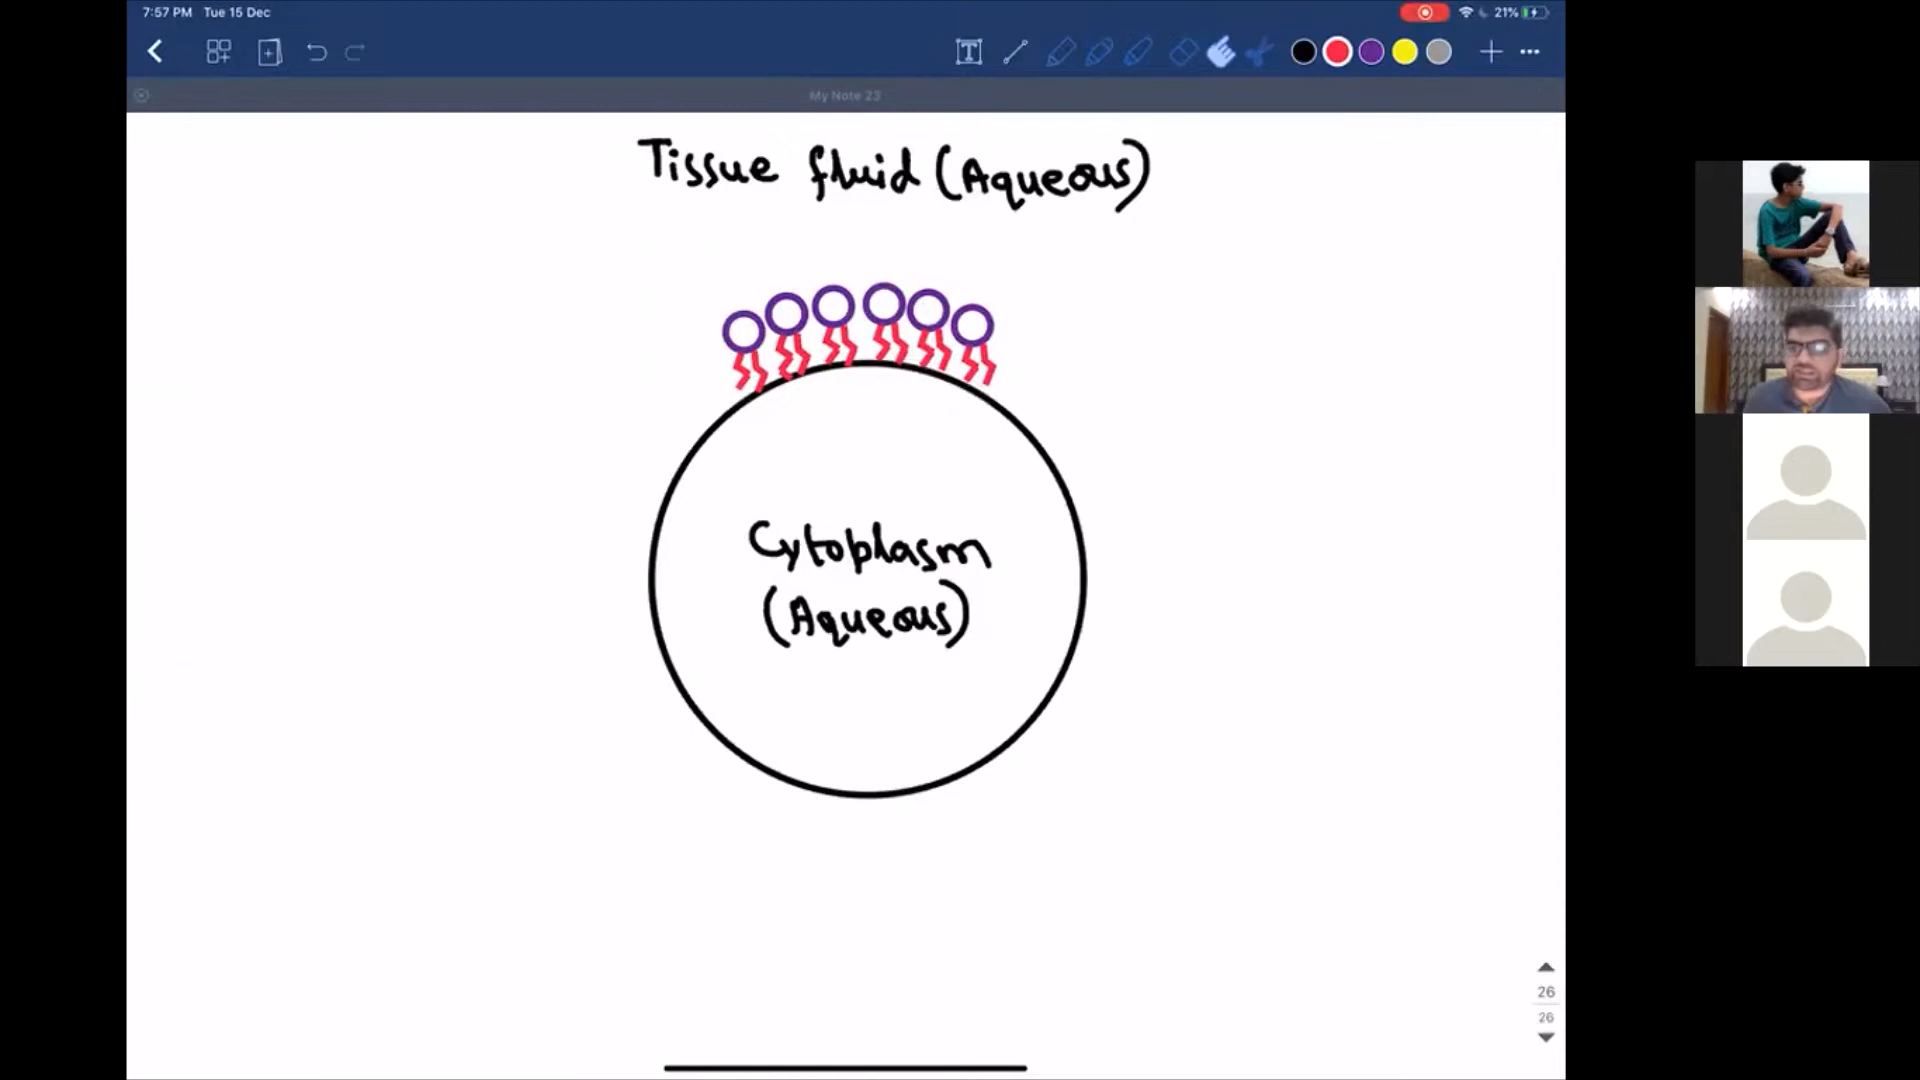 7:57 PM Tue 15 Dec
21%
My Note 23
Tissue fluid (Aqueous)
Cytoplasm
(Aqueous)
26
26